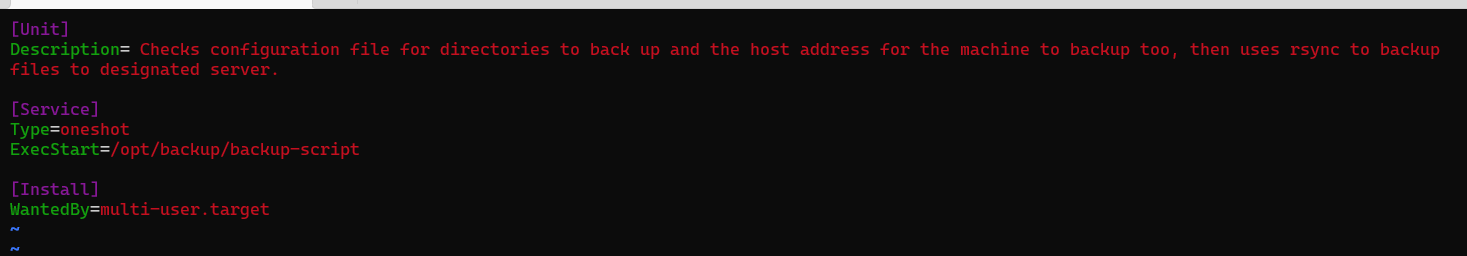 [Unit]
Description= Checks configuration file for directories to back up and the host address for the machine to backup too, then uses rsync to backup
files to designated server.
[Service]
Type=oneshot
ExecStart=/opt/backup/backup-script
[Install]
WantedBy=multi-user.target
~
~